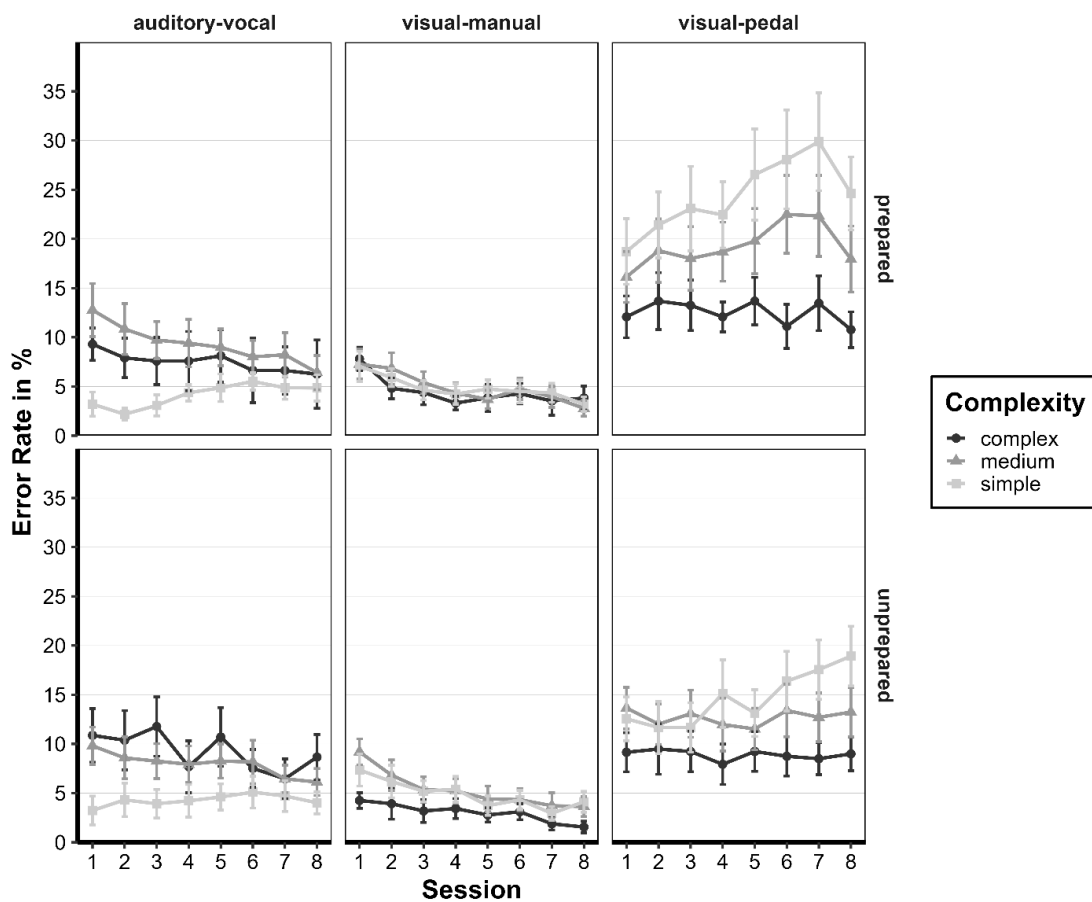 auditory-vocal visual-manual visual-pedal
35
30
25
20
15
10
5
0
prepared
35
30
25
20
15
10
5
0
unprepared
Error Rate in %
1 2 3 4 5 6 7 8 1 2 3 4 5 6 7 8 1 2 3 4 5 6 7 8
Session
Complexity
complex
medium
simple